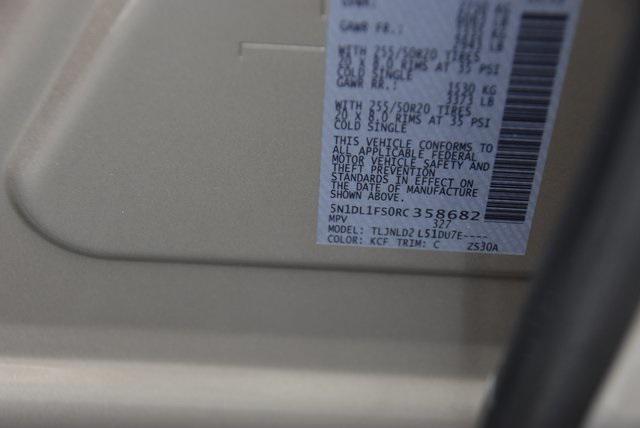 GAWR FR.:
WITH 255/50R20 TIRES
20 X 8.0 RIMS AT 35 PSI
COLD SINGLE
GAWR RR.: 1530 KG
3373 LB
WITH 255/50R20 TIRES
20 X 8.0 RIMS AT 35 PSI
COLD SINGLE
THIS VEHICLE CONFORMS TO
ALL APPLICABLE FEDERAL
MOTOR VEHICLE SAFETY AND
THEFT PREVENTION
STANDARDS IN EFFECT ON
THE DATE OF MANUFACTURE
SHOWN ABOVE.
5N1DL1FS0RC358682
MPV 327
MODEL: TLJNLD2 L51DU7E----
COLOR: KCF TRIM: C ZS30A